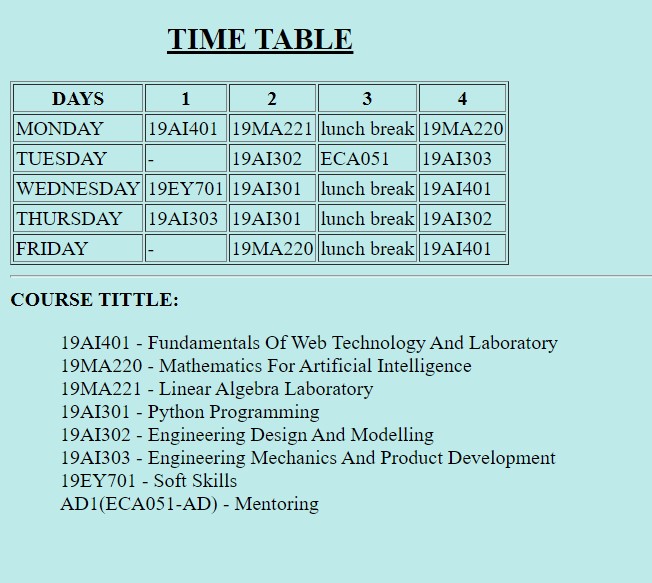 TIME TABLE
DAYS 1 2 3 4
MONDAY 19AI401 19MA221 lunch break 19MA220
TUESDAY - 19AI302 ECA051 19AI303
WEDNESDAY 19EY701 19AI301 lunch break 19AI401
THURSDAY 19AI303 19AI301 lunch break 19AI302
FRIDAY - 19MA220 lunch break 19AI401
COURSE TITTLE:
19AI401 - Fundamentals Of Web Technology And Laboratory
19MA220 - Mathematics For Artificial Intelligence
19MA221 - Linear Algebra Laboratory
19AI301 - Python Programming
19AI302 - Engineering Design And Modelling
19AI303 - Engineering Mechanics And Product Development
19EY701 - Soft Skills
AD1(ECA051-AD) - Mentoring